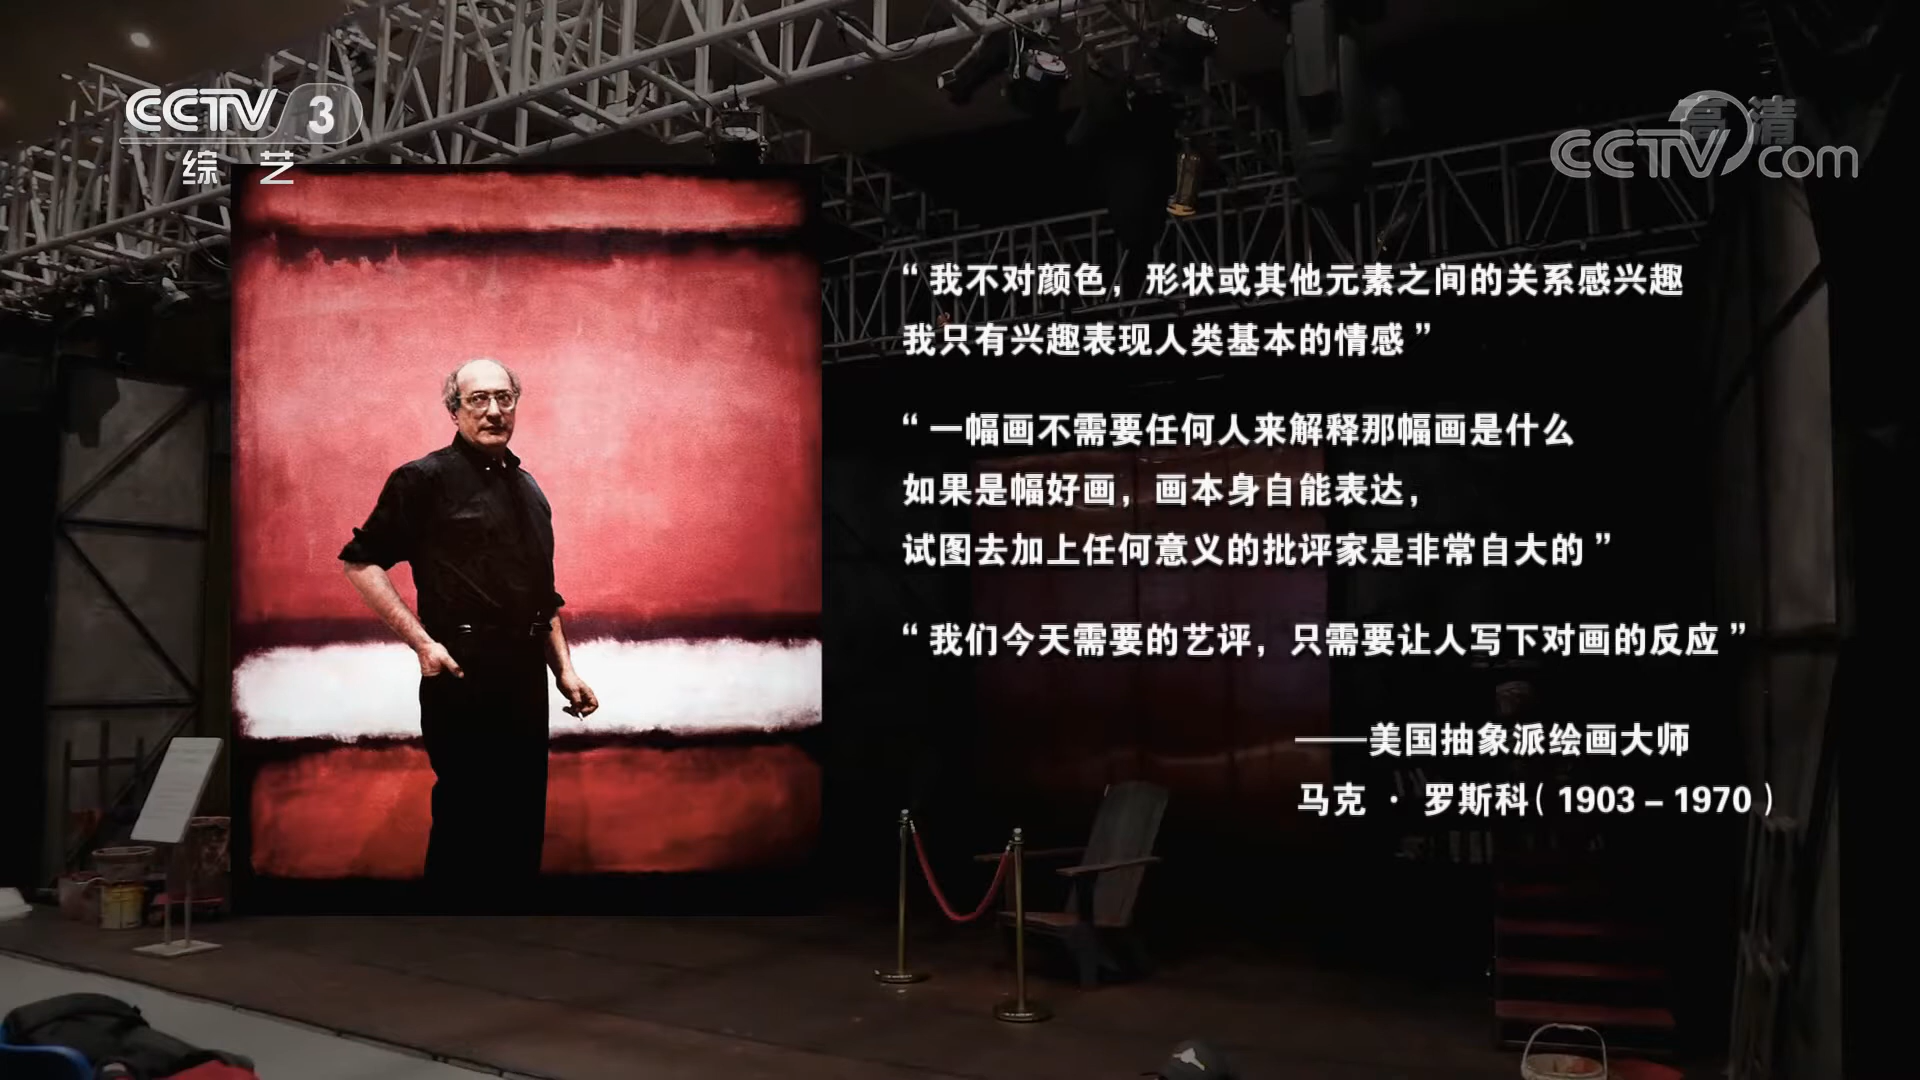 CCTV 3
综艺
高清
CCTV com
“我不对颜色，形状或其他元素之间的关系感兴趣
我只有兴趣表现人类基本的情感”
“一幅画不需要任何人来解释那幅画是什么
如果是幅好画，画本身自能表达，
试图去加上任何意义的批评家是非常自大的”
“我们今天需要的艺评，只需要让人写下对画的反应”
——美国抽象派绘画大师
马克 · 罗斯科（1903 – 1970）